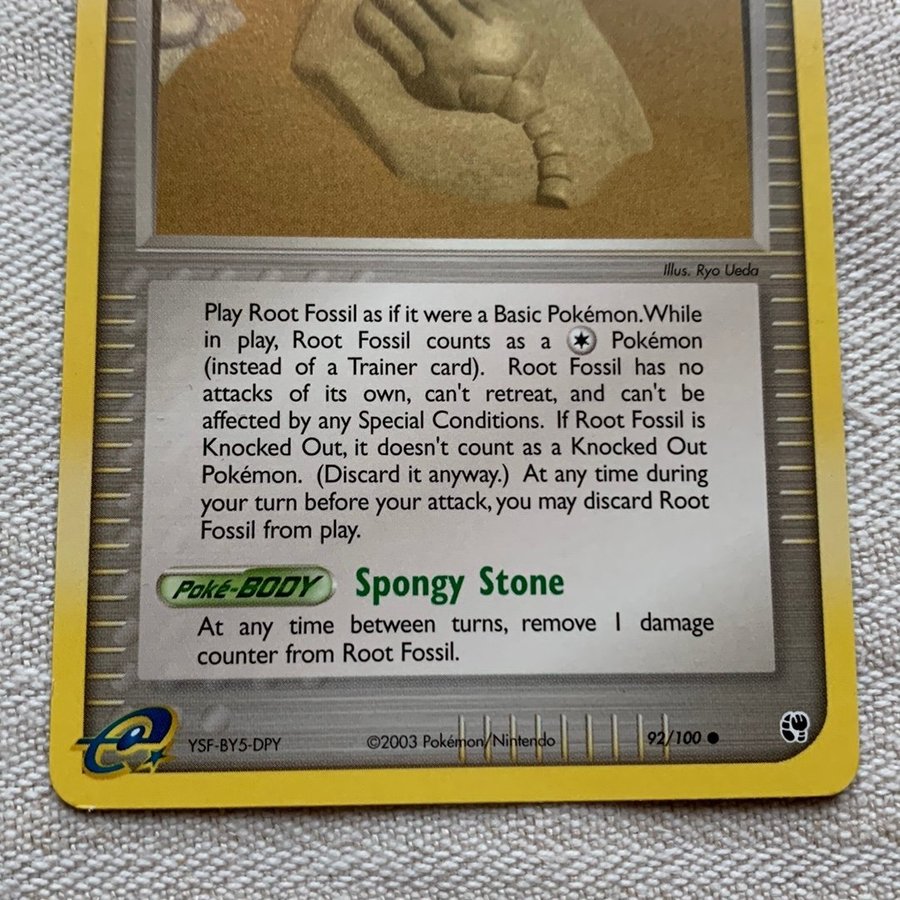 Illus. Ryo Ueda
Play Root Fossil as if it were a Basic Pokémon.While
in play, Root Fossil counts as a Pokémon
(instead of a Trainer card). Root Fossil has no
attacks of its own, can't retreat, and can't be
affected by any Special Conditions. If Root Fossil is
Knocked Out, it doesn't count as a Knocked Out
Pokémon. (Discard it anyway.) At any time during
your turn before your attack, you may discard Root
Fossil from play.
Poké-BODY Spongy Stone
At any time between turns, remove 1 damage
counter from Root Fossil.
e YSF-BY5-DPY ©2003 Pokémon/Nintendo 92/100 ●